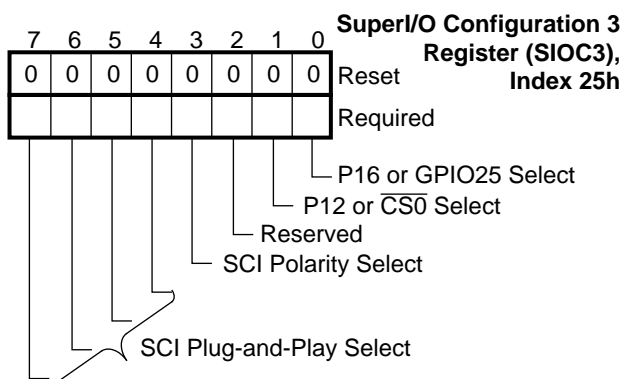 SuperI/O Configuration 3
Register (SIOC3),
Index 25h
7 6 5 4 3 2 1 0
0 0 0 0 0 0 0 0 Reset
Required
P16 or GPIO25 Select
P12 or C̅S̅0̅ Select
Reserved
SCI Polarity Select
SCI Plug-and-Play Select